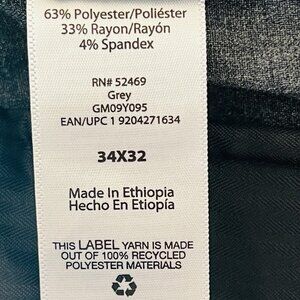 63% Polyester/Poliéster
33% Rayon/Rayón
4% Spandex
RN# 52469
Grey
GM09Y095
EAN/UPC 1 9204271634
34X32
Made In Ethiopia
Hecho En Etiopía
THIS LABEL YARN IS MADE
OUT OF 100% RECYCLED
POLYESTER MATERIALS